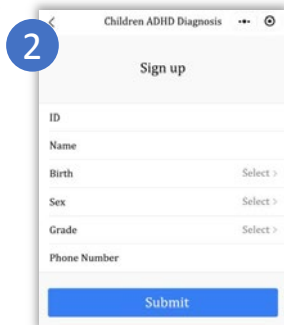 2
Children ADHD Diagnosis
Sign up
ID
Name
Birth Select >
Sex Select >
Grade Select >
Phone Number
Submit